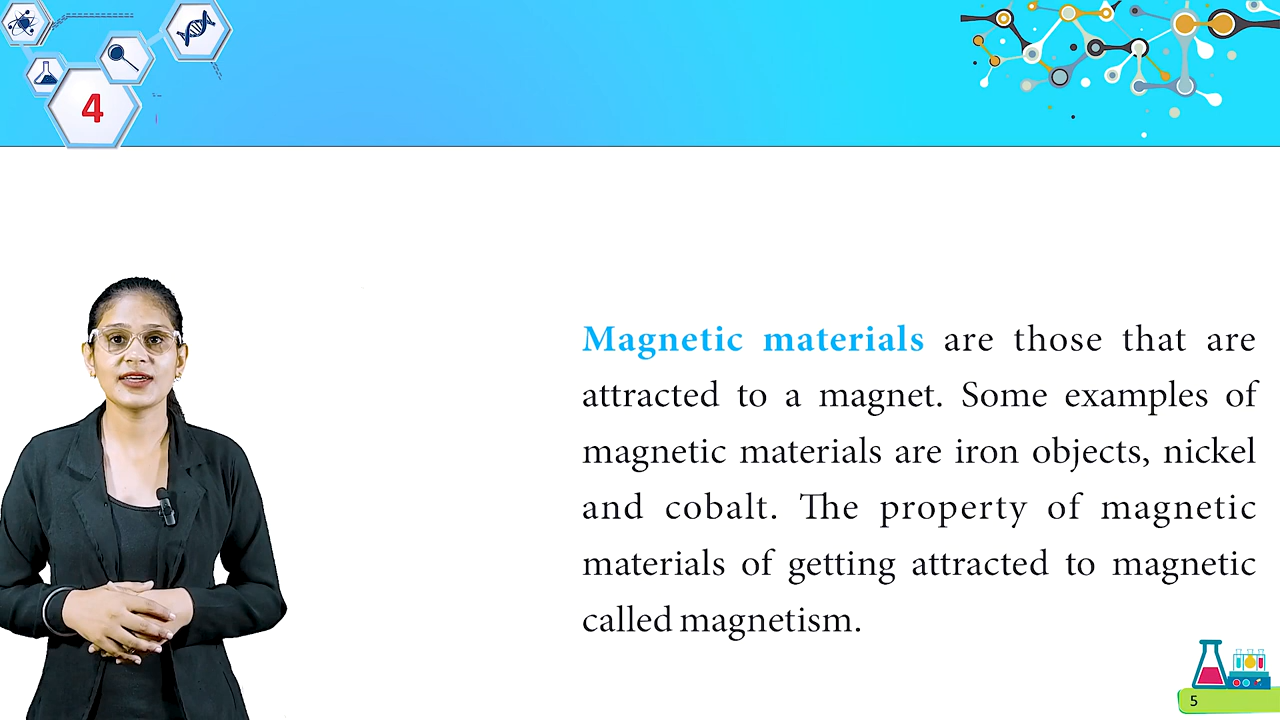 4
Magnetic materials are those that are
attracted to a magnet. Some examples of
magnetic materials are iron objects, nickel
and cobalt. The property of magnetic
materials of getting attracted to magnetic
called magnetism.
5